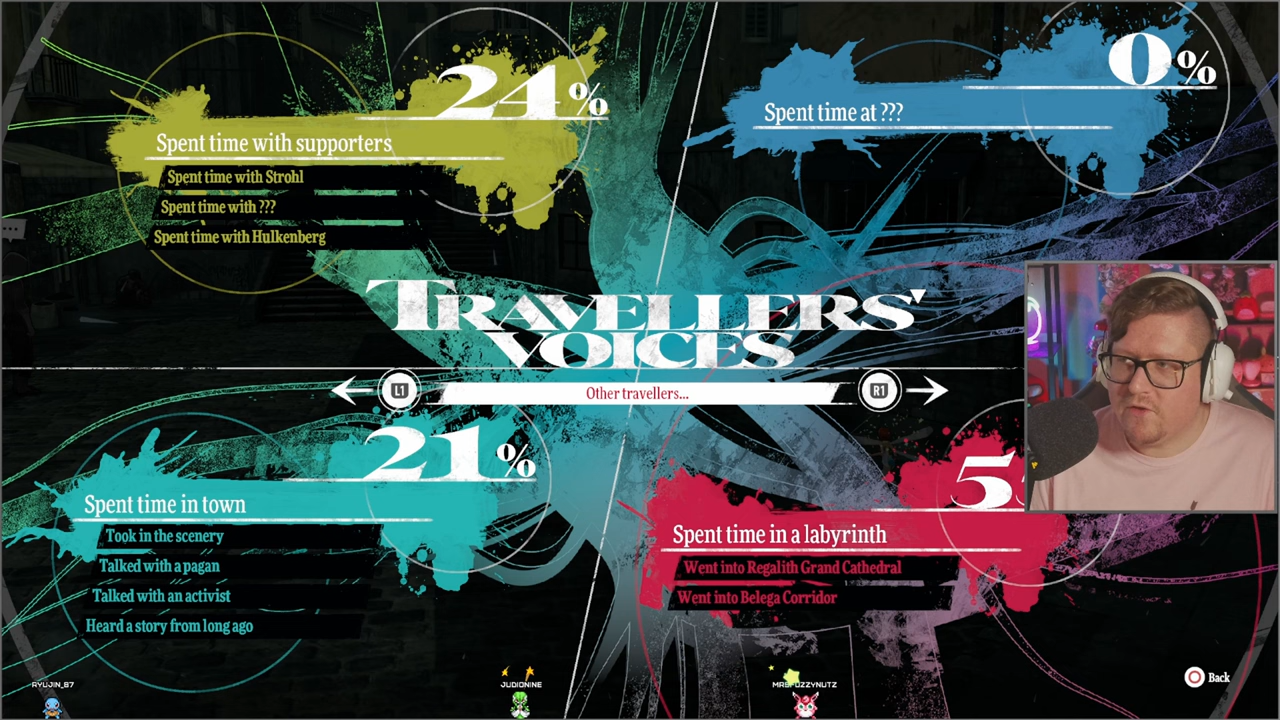 24%
Spent time with supporters
Spent time with Strohl
Spent time with ???
Spent time with Hulkenberg
0%
Spent time at ???
TRAVELLERS'
VOICES
L1
Other travellers...
R1
21%
Spent time in town
Took in the scenery
Talked with a pagan
Talked with an activist
Heard a story from long ago
5
Spent time in a labyrinth
Went into Regalith Grand Cathedral
Went into Belega Corridor
Back
RYUJIN_87
JUDIONINE